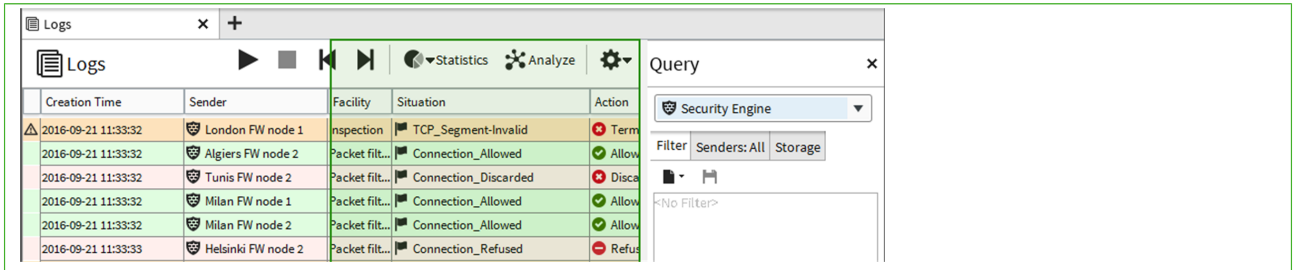 Logs
Logs Statistics Analyze Query
Creation Time Sender Facility Situation Action
Security Engine
2016-09-21 11:33:32 London FW node 1 nspection TCP_Segment-Invalid Term
Filter Senders: All Storage
2016-09-21 11:33:32 Algiers FW node 2 Packet filt... Connection_Allowed Allow
2016-09-21 11:33:32 Tunis FW node 2 Packet filt... Connection_Discarded Disca
2016-09-21 11:33:32 Milan FW node 1 Packet filt... Connection_Allowed Allow
<No Filter>
2016-09-21 11:33:32 Milan FW node 2 Packet filt... Connection_Allowed Allow
2016-09-21 11:33:33 Helsinki FW node 2 Packet filt... Connection_Refused Refus